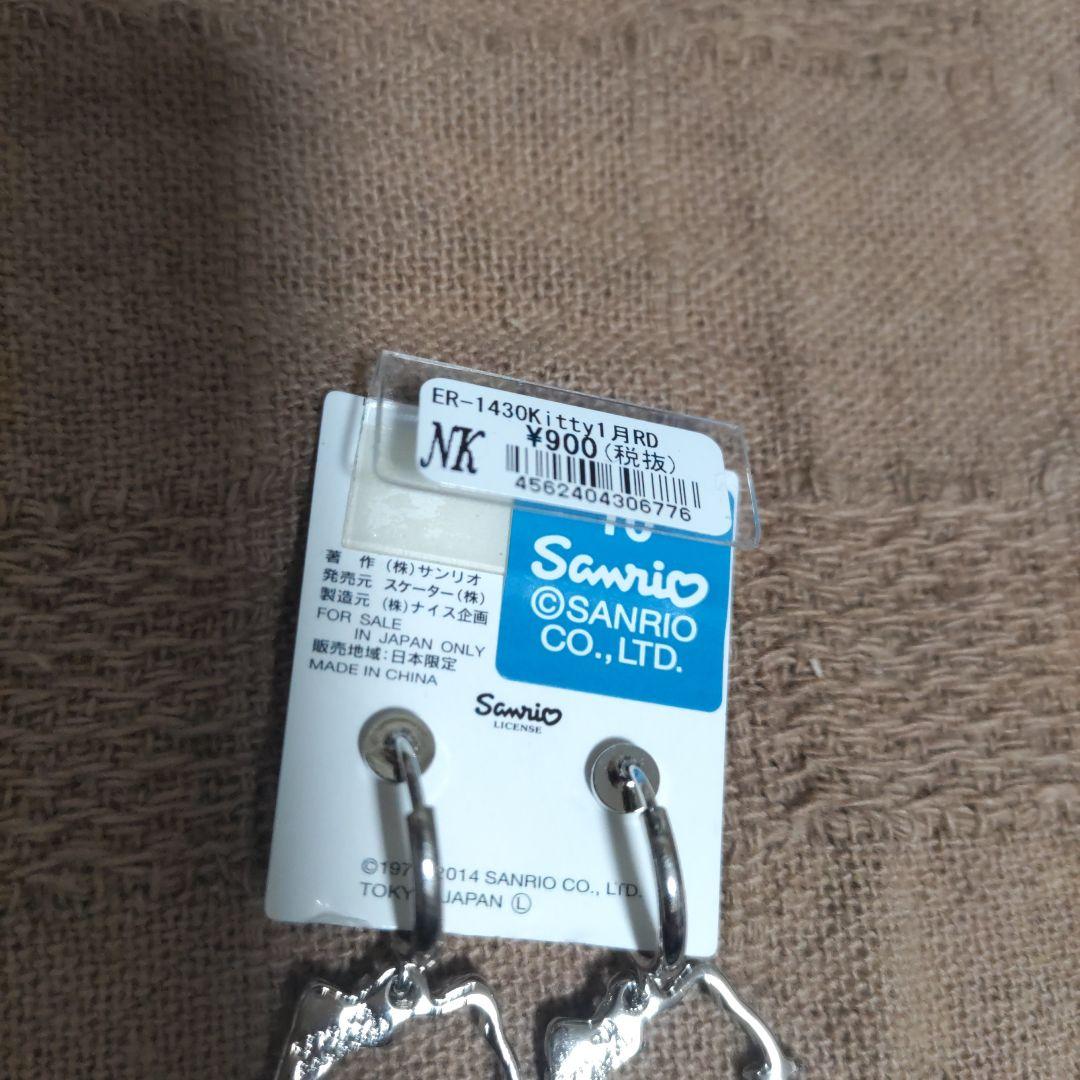 ER-1430Kitty1月RD
NK ¥900(税抜)
4562404306776
Sanrio
©SANRIO
CO.,LTD.
著 作 (株)サンリオ
発売元 スケーター(株)
製造元 (株)ナイス企画
FOR SALE
IN JAPAN ONLY
販売地域:日本限定
MADE IN CHINA
Sanrio
LICENSE
2014 SANRIO CO., LTD.
JAPAN Ⓛ